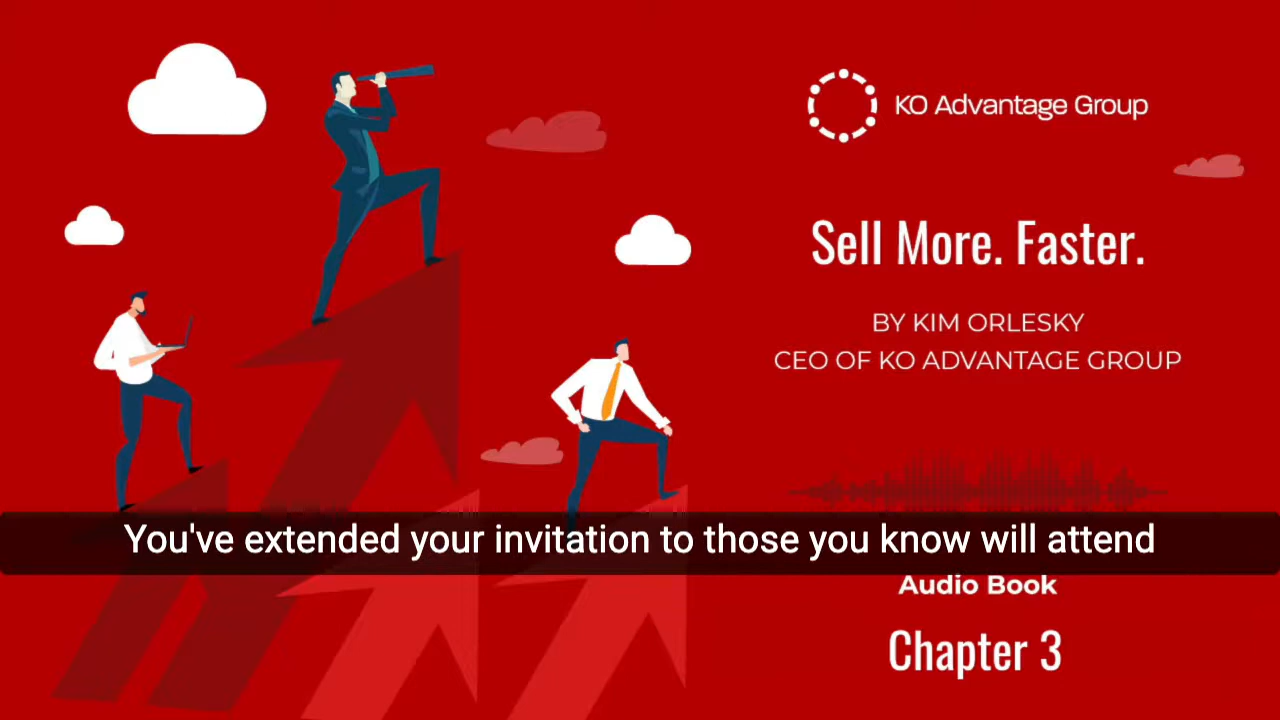 KO Advantage Group
Sell More. Faster.
BY KIM ORLESKY
CEO OF KO ADVANTAGE GROUP
You've extended your invitation to those you know will attend
Audio Book
Chapter 3